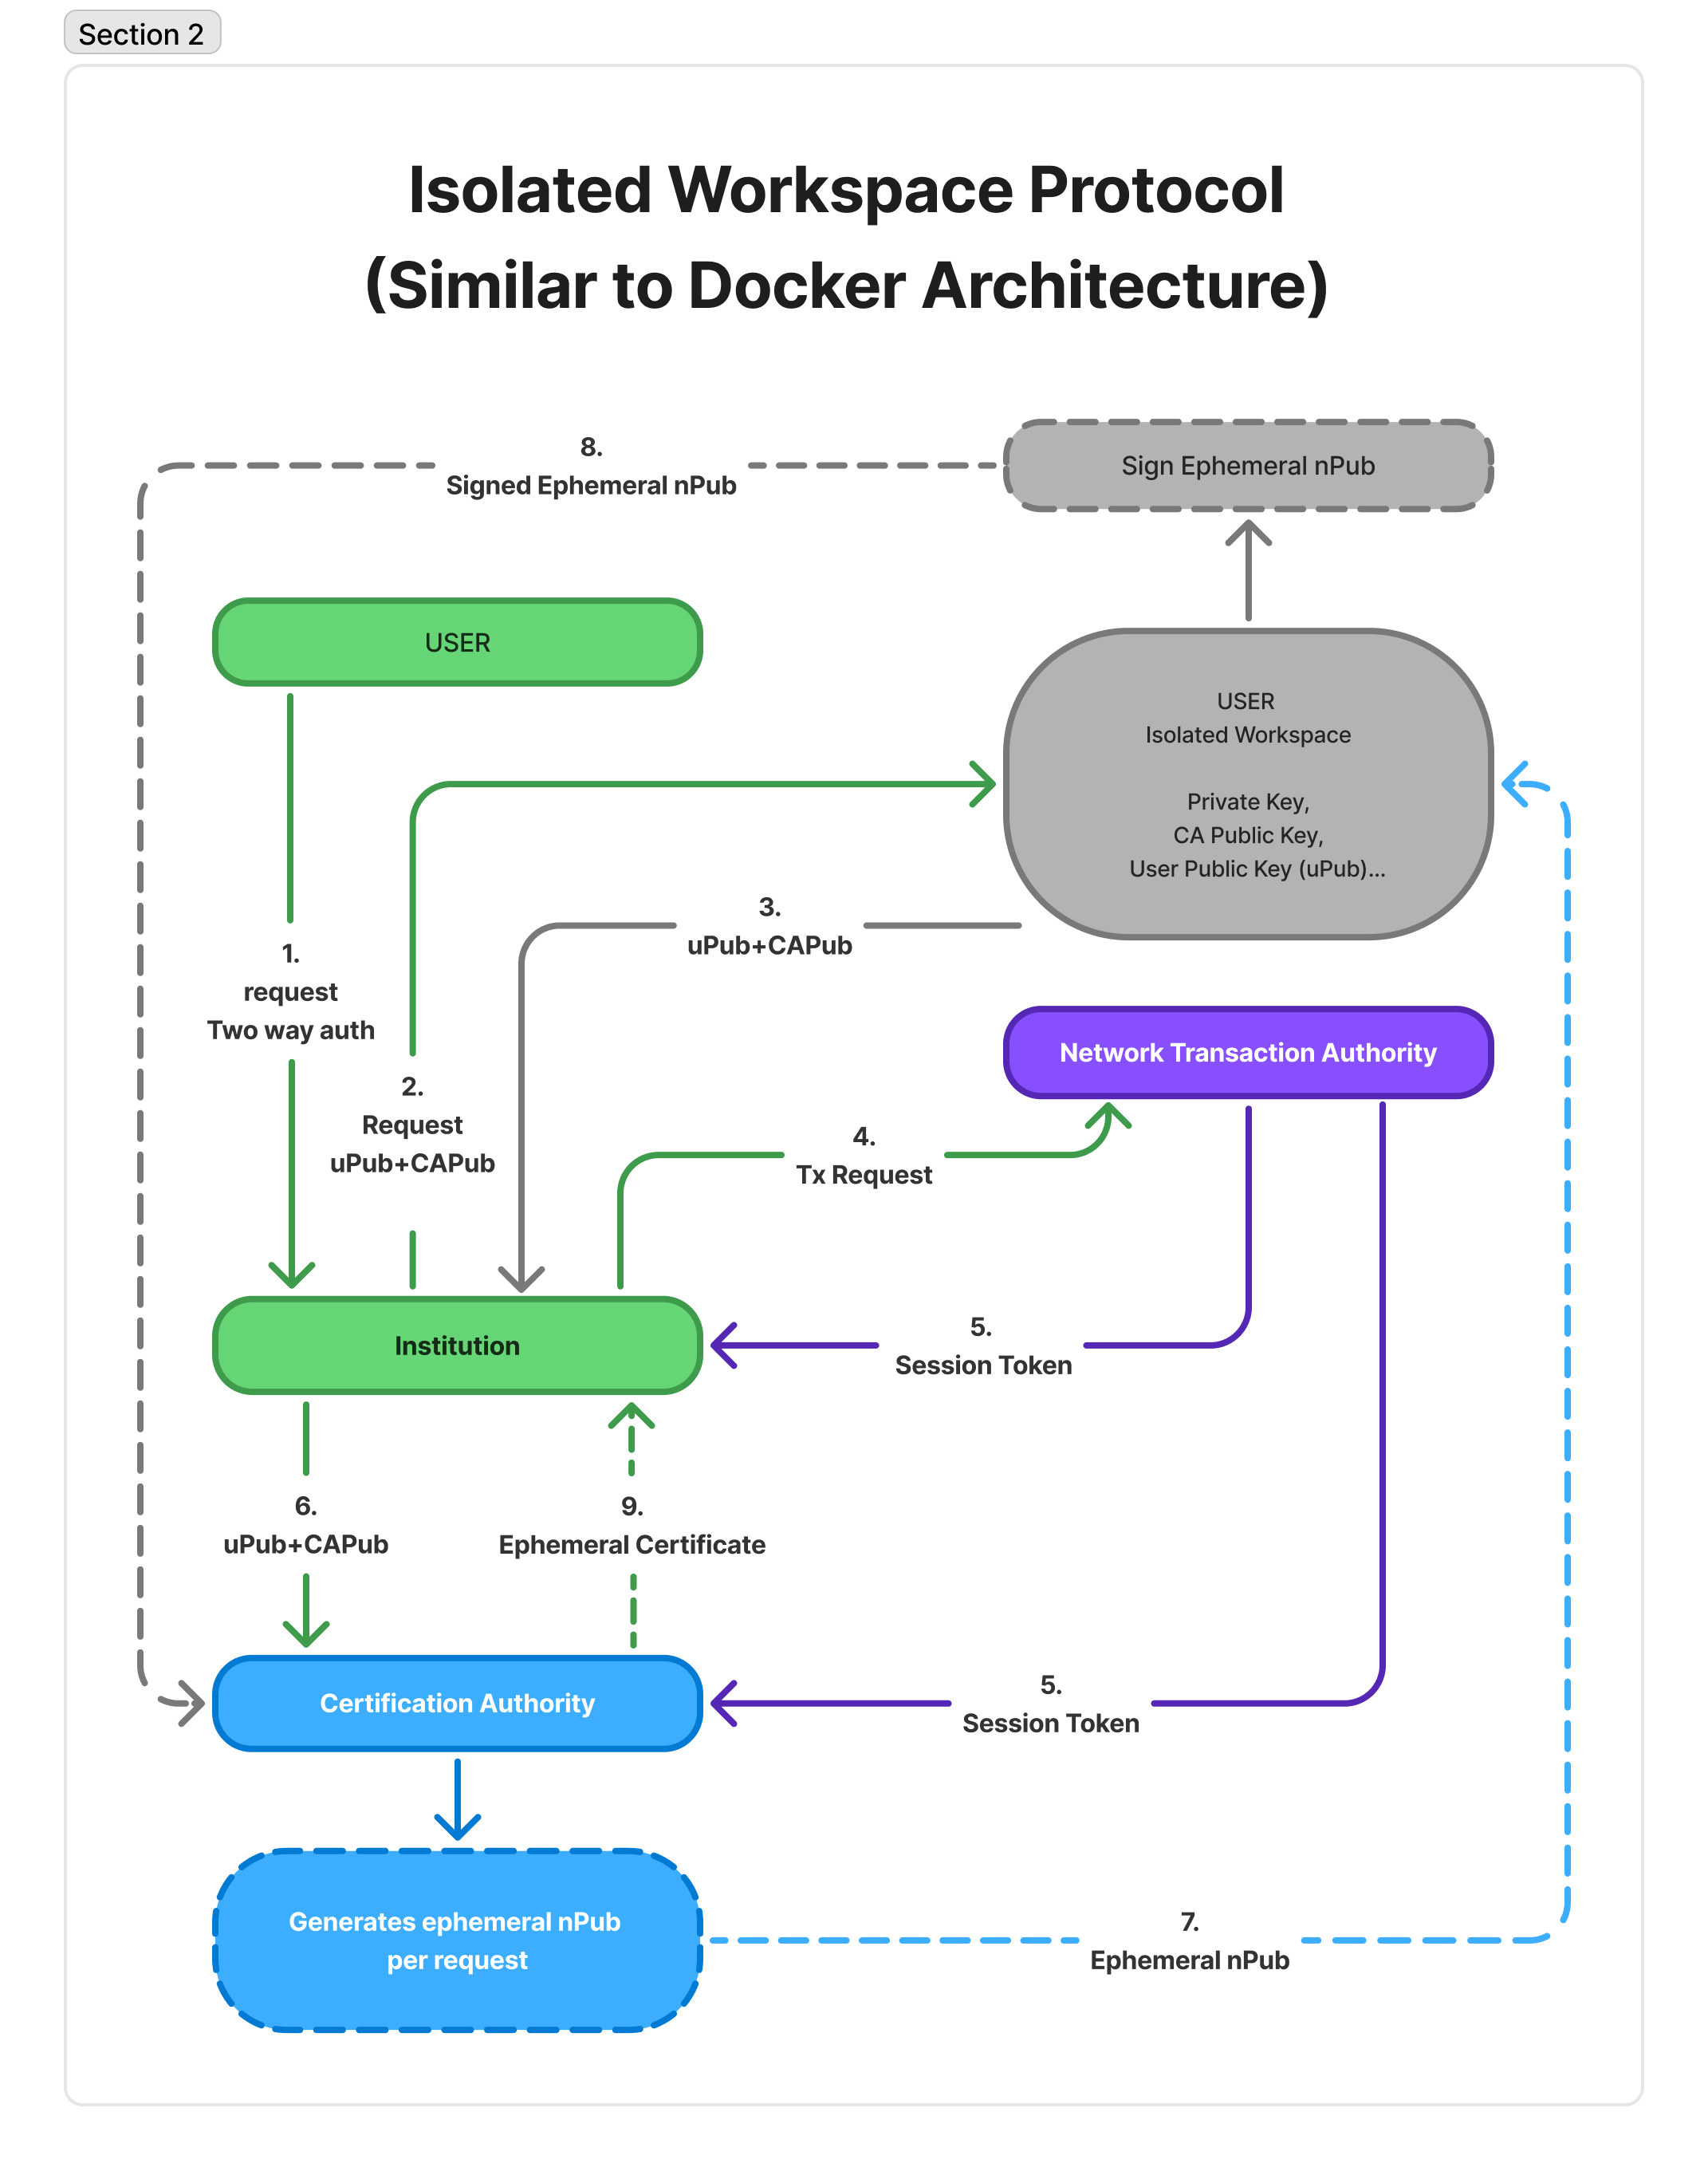 Section 2
Isolated Workspace Protocol
(Similar to Docker Architecture)
8.
Signed Ephemeral nPub
Sign Ephemeral nPub
USER
USER
Isolated Workspace
Private Key,
CA Public Key,
User Public Key (uPub)...
3.
uPub+CAPub
1.
request
Two way auth
2.
Request
uPub+CAPub
Network Transaction Authority
4.
Tx Request
Institution
5.
Session Token
6.
uPub+CAPub
9.
Ephemeral Certificate
Certification Authority
5.
Session Token
Generates ephemeral nPub
per request
7.
Ephemeral nPub